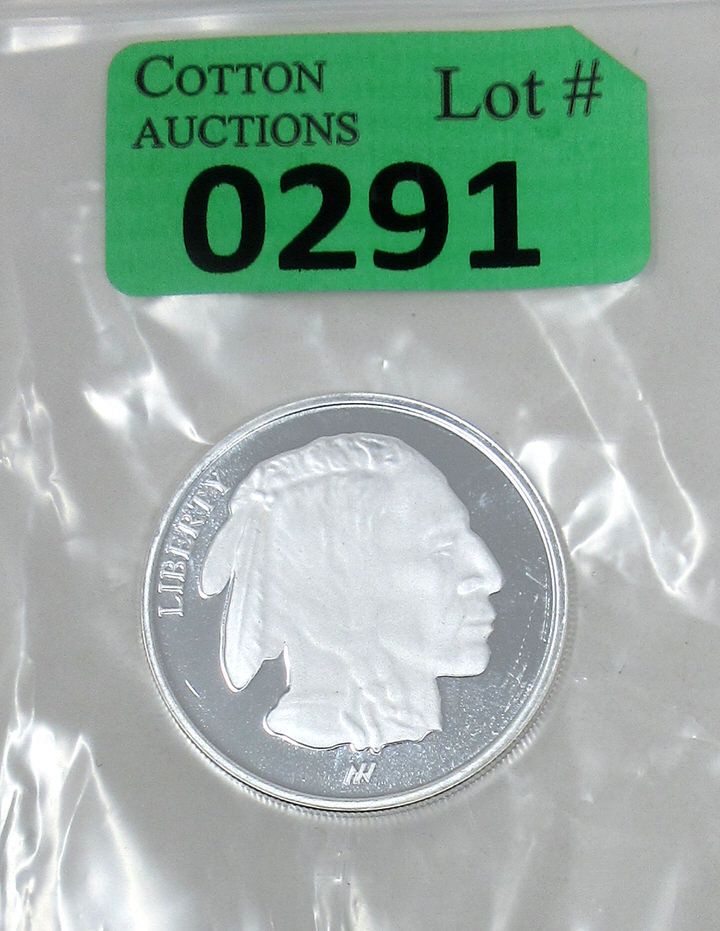 COTTON
AUCTIONS
Lot #
0291
LIBERTY